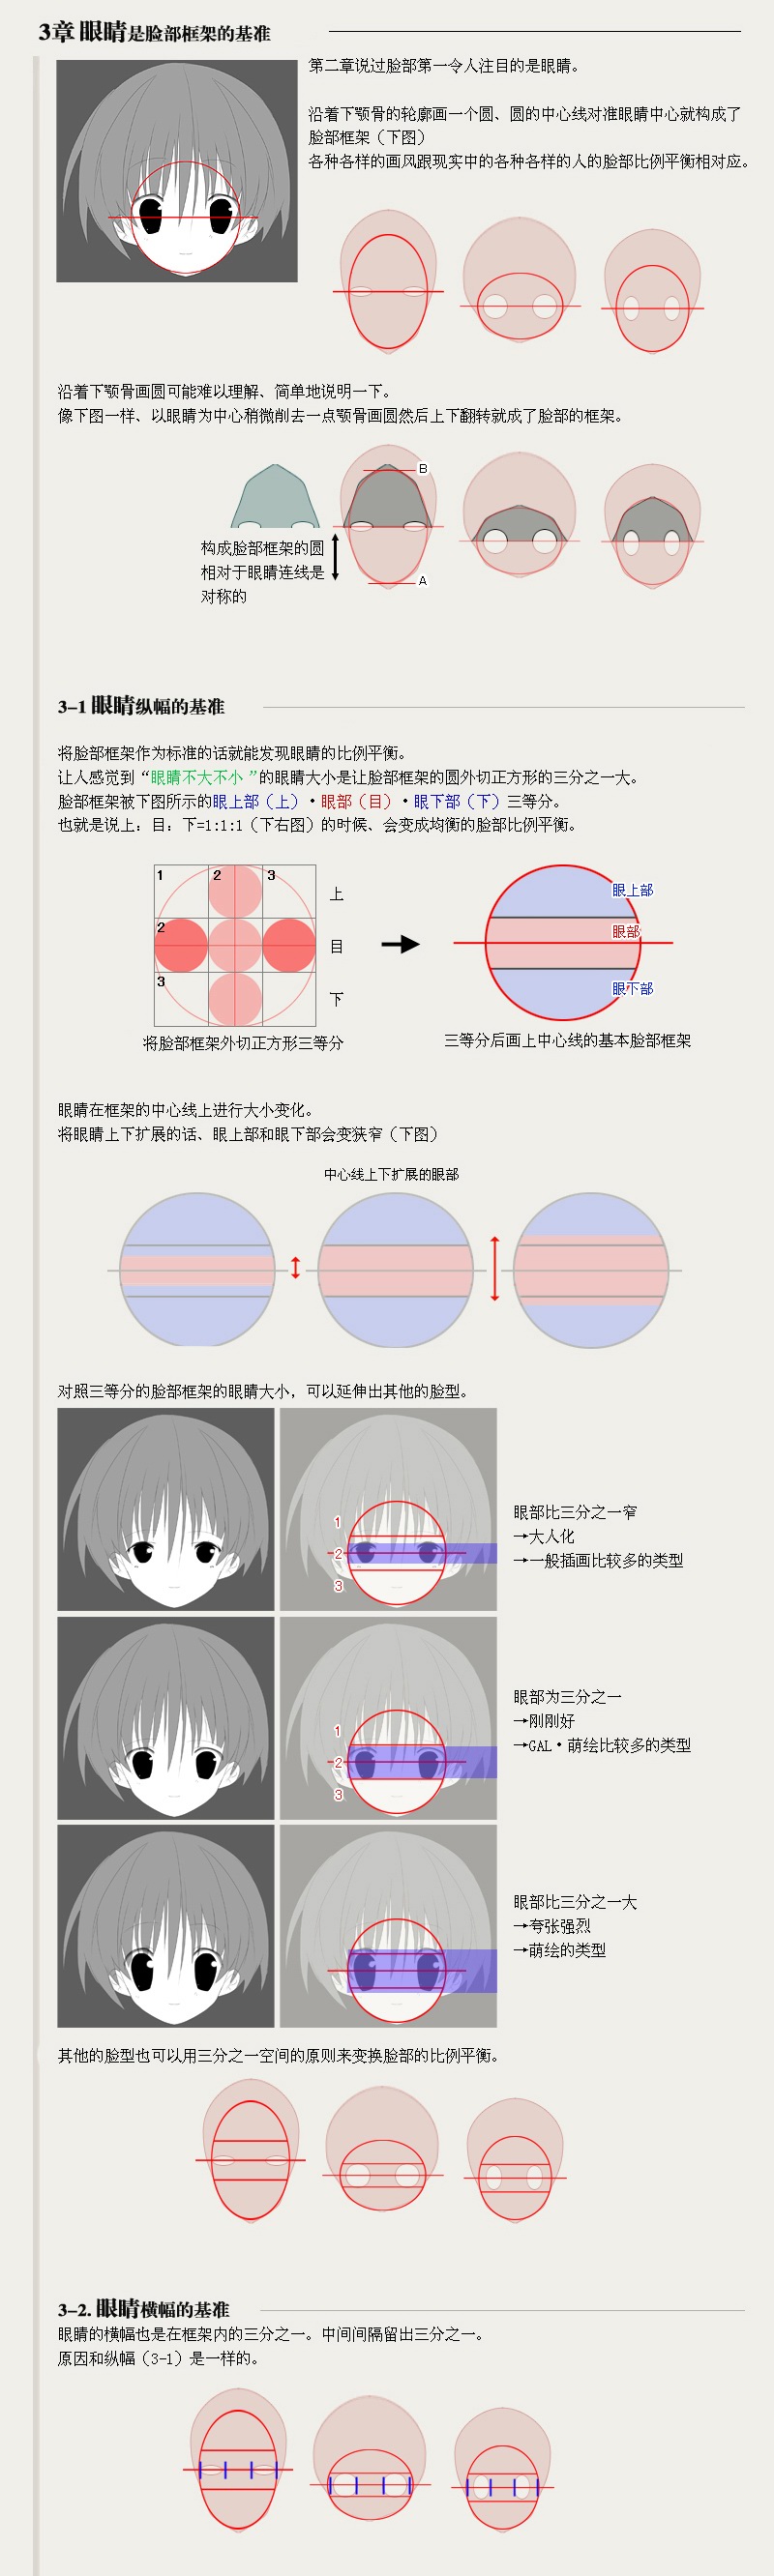 3章 眼睛是脸部框架的基准
第二章说过脸部第一令人注目的是眼睛。
沿着下颚骨的轮廓画一个圆、圆的中心线对准眼睛中心就构成了
脸部框架（下图）
各种各样的画风跟现实中的各种各样的人的脸部比例平衡相对应。
沿着下颚骨画圆可能难以理解、简单地说明一下。
像下图一样、以眼睛为中心稍微削去一点颚骨画圆然后上下翻转就成了脸部的框架。
B
构成脸部框架的圆
相对于眼睛连线是
对称的
A
3-1 眼睛纵幅的基准
将脸部框架作为标准的话就能发现眼睛的比例平衡。
让人感觉到“眼睛不大不小 ”的眼睛大小是让脸部框架的圆外切正方形的三分之一大。
脸部框架被下图所示的眼上部（上）・眼部（目）・眼下部（下）三等分。
也就是说上：目：下=1:1:1（下右图）的时候、会变成均衡的脸部比例平衡。
1 2 3
上
2
目
3
下
眼上部
眼部
眼下部
将脸部框架外切正方形三等分
三等分后画上中心线的基本脸部框架
眼睛在框架的中心线上进行大小变化。
将眼睛上下扩展的话、眼上部和眼下部会变狭窄（下图）
中心线上下扩展的眼部
对照三等分的脸部框架的眼睛大小，可以延伸出其他的脸型。
1
2
3
眼部比三分之一窄
→大人化
→一般插画比较多的类型
1
2
3
眼部为三分之一
→刚刚好
→GAL・萌绘比较多的类型
眼部比三分之一大
→夸张强烈
→萌绘的类型
其他的脸型也可以用三分之一空间的原则来变换脸部的比例平衡。
3-2. 眼睛横幅的基准
眼睛的横幅也是在框架内的三分之一。中间间隔留出三分之一。
原因和纵幅（3-1）是一样的。